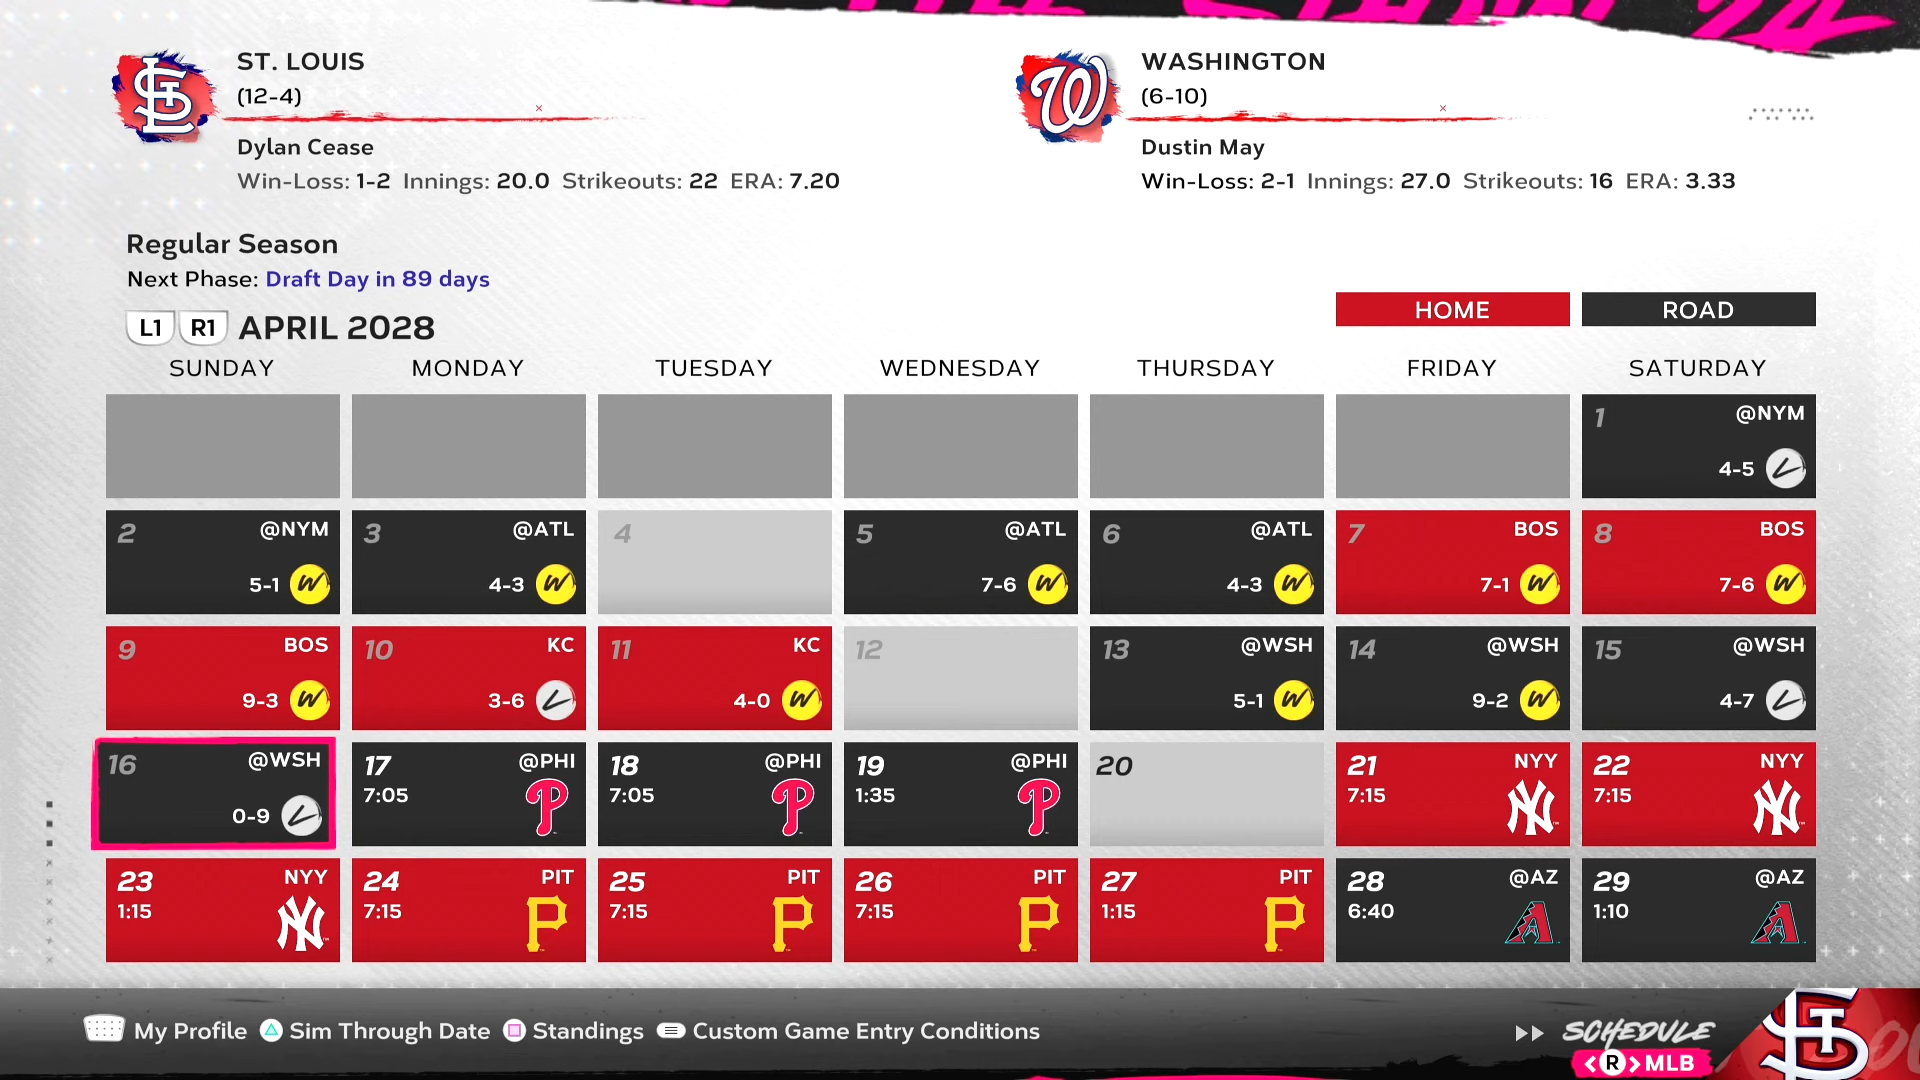 ST. LOUIS
(12-4)
Dylan Cease
Win-Loss: 1-2 Innings: 20.0 Strikeouts: 22 ERA: 7.20
WASHINGTON
(6-10)
Dustin May
Win-Loss: 2-1 Innings: 27.0 Strikeouts: 16 ERA: 3.33
Regular Season
Next Phase: Draft Day in 89 days
L1 R1 APRIL 2028
HOME ROAD
SUNDAY MONDAY TUESDAY WEDNESDAY THURSDAY FRIDAY SATURDAY
1 @NYM
4-5 L
2 @NYM
5-1 W
3 @ATL
4-3 W
4
5 @ATL
7-6 W
6 @ATL
4-3 W
7 BOS
7-1 W
8 BOS
7-6 W
9 BOS
9-3 W
10 KC
3-6 L
11 KC
4-0 W
12
13 @WSH
5-1 W
14 @WSH
9-2 W
15 @WSH
4-7 L
16 @WSH
0-9 L
17 @PHI
7:05
18 @PHI
7:05
19 @PHI
1:35
20
21 NYY
7:15
22 NYY
7:15
23 NYY
1:15
24 PIT
7:15
25 PIT
7:15
26 PIT
7:15
27 PIT
1:15
28 @AZ
6:40
29 @AZ
1:10
My Profile Sim Through Date Standings Custom Game Entry Conditions
SCHEDULE
R MLB